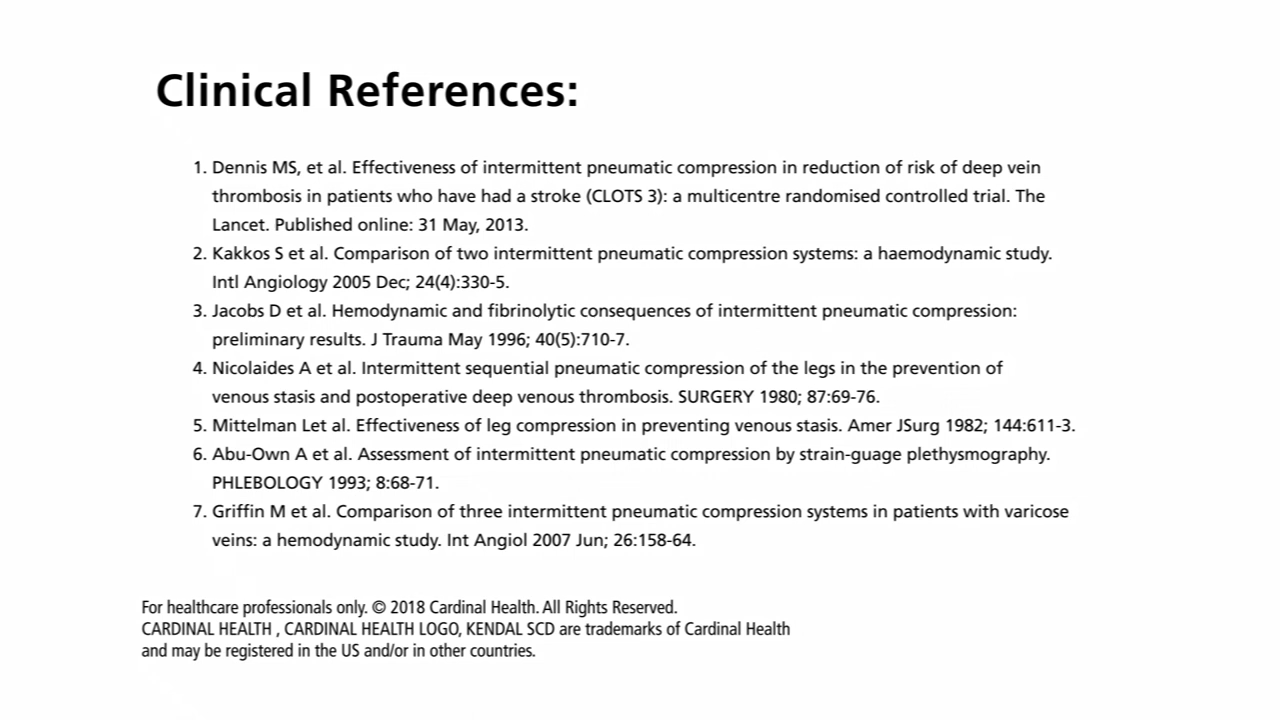 Clinical References:
1. Dennis MS, et al. Effectiveness of intermittent pneumatic compression in reduction of risk of deep vein
thrombosis in patients who have had a stroke (CLOTS 3): a multicentre randomised controlled trial. The
Lancet. Published online: 31 May, 2013.
2. Kakkos S et al. Comparison of two intermittent pneumatic compression systems: a haemodynamic study.
Intl Angiology 2005 Dec; 24(4):330-5.
3. Jacobs D et al. Hemodynamic and fibrinolytic consequences of intermittent pneumatic compression:
preliminary results. J Trauma May 1996; 40(5):710-7.
4. Nicolaides A et al. Intermittent sequential pneumatic compression of the legs in the prevention of
venous stasis and postoperative deep venous thrombosis. SURGERY 1980; 87:69-76.
5. Mittelman Let al. Effectiveness of leg compression in preventing venous stasis. Amer JSurg 1982; 144:611-3.
6. Abu-Own A et al. Assessment of intermittent pneumatic compression by strain-guage plethysmography.
PHLEBOLOGY 1993; 8:68-71.
7. Griffin M et al. Comparison of three intermittent pneumatic compression systems in patients with varicose
veins: a hemodynamic study. Int Angiol 2007 Jun; 26:158-64.
For healthcare professionals only. © 2018 Cardinal Health. All Rights Reserved.
CARDINAL HEALTH , CARDINAL HEALTH LOGO, KENDAL SCD are trademarks of Cardinal Health
and may be registered in the US and/or in other countries.